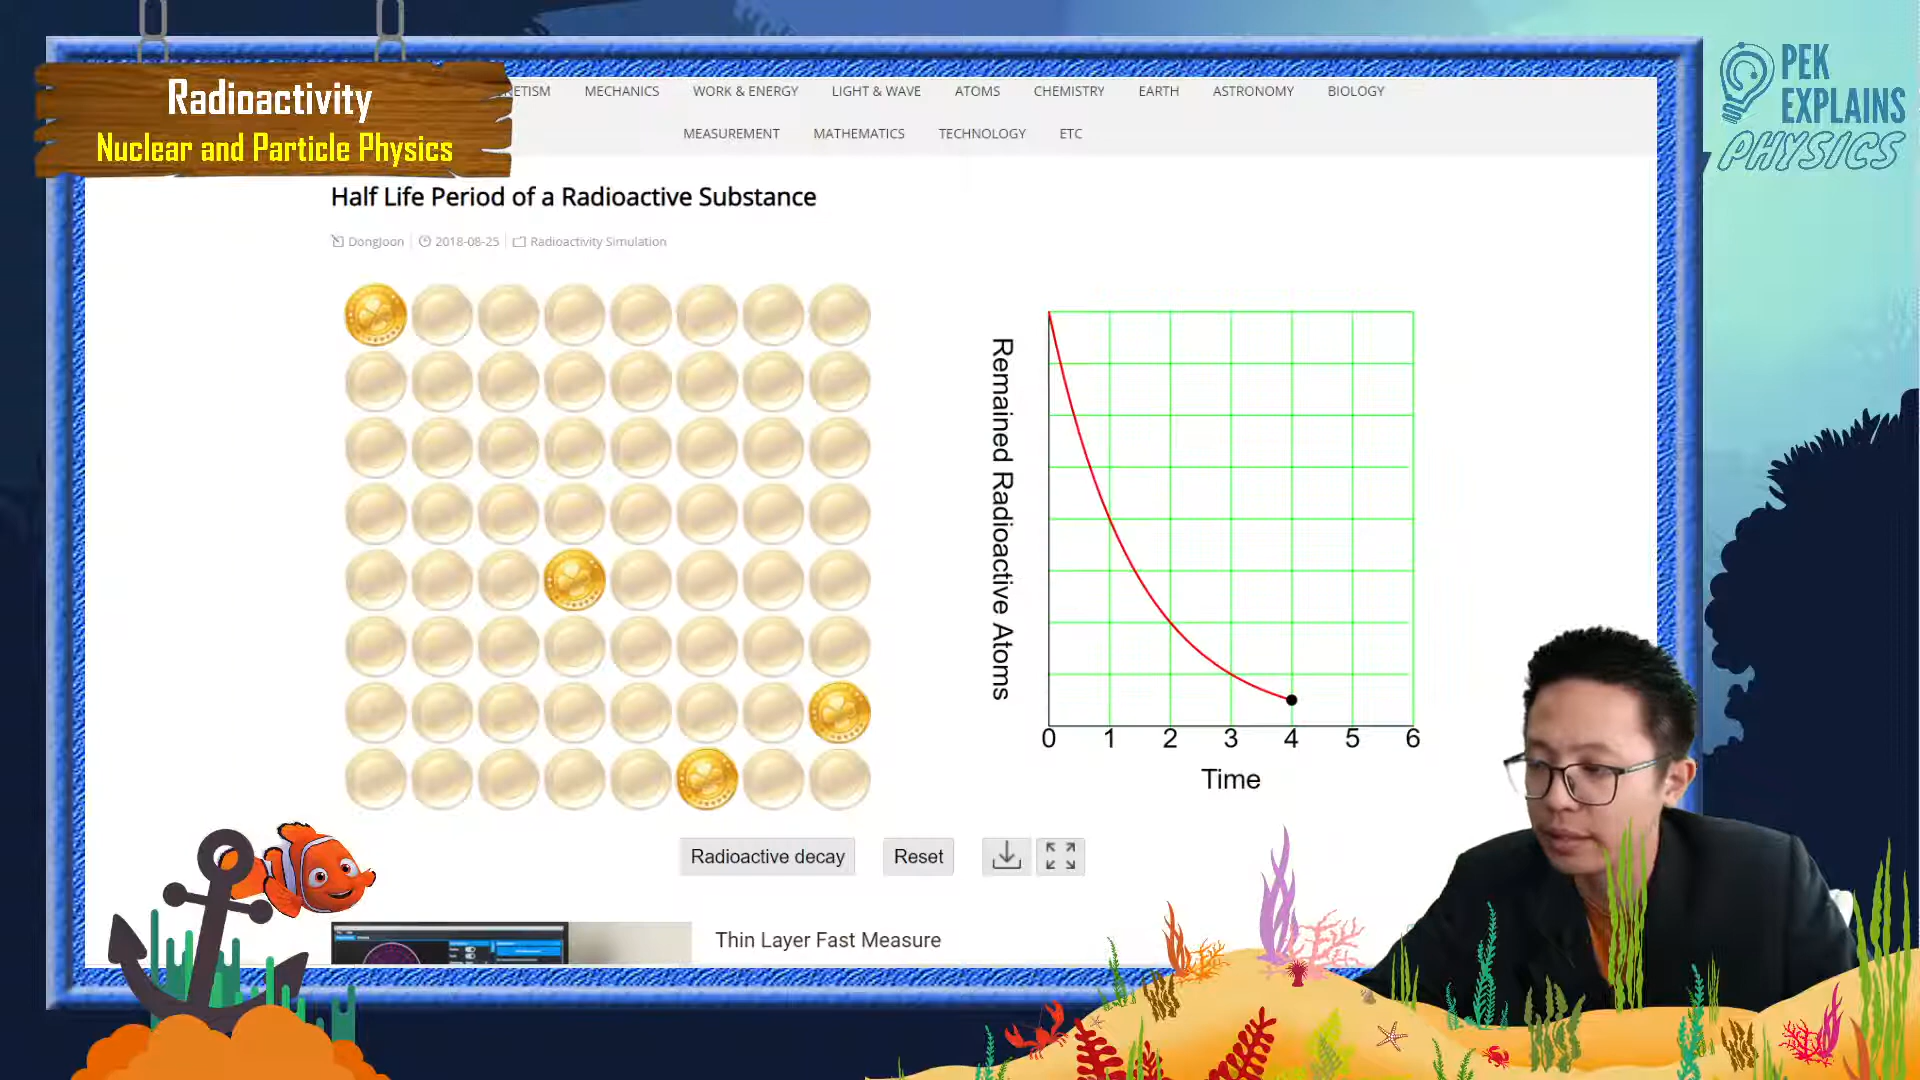 Radioactivity
Nuclear and Particle Physics
PEK
EXPLAINS
PHYSICS
ETISM MECHANICS WORK & ENERGY LIGHT & WAVE ATOMS CHEMISTRY EARTH ASTRONOMY BIOLOGY
MEASUREMENT MATHEMATICS TECHNOLOGY ETC
Half Life Period of a Radioactive Substance
DongJoon 2018-08-25 Radioactivity Simulation
Remained Radioactive Atoms
0 1 2 3 4 5 6
Time
Radioactive decay Reset
Thin Layer Fast Measure